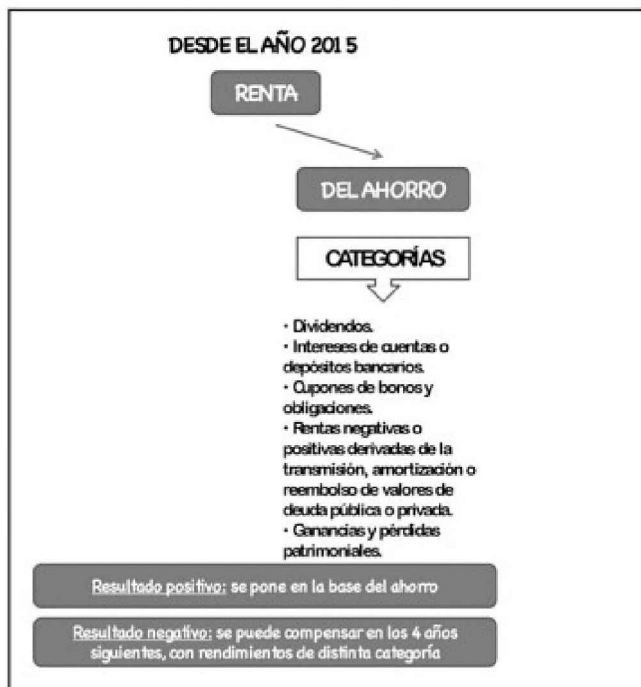 DESDE EL AÑO 2015
RENTA
DEL AHORRO
CATEGORÍAS
· Dividendos.
· Intereses de cuentas o
depósitos bancarios.
· Cupones de bonos y
obligaciones.
· Rentas negativas o
positivas derivadas de la
transmisión, amortización o
reembolso de valores de
deuda pública o privada.
· Ganancias y pérdidas
patrimoniales.
Resultado positivo: se pone en la base del ahorro
Resultado negativo: se puede compensar en los 4 años
siguientes, con rendimientos de distinta categoría